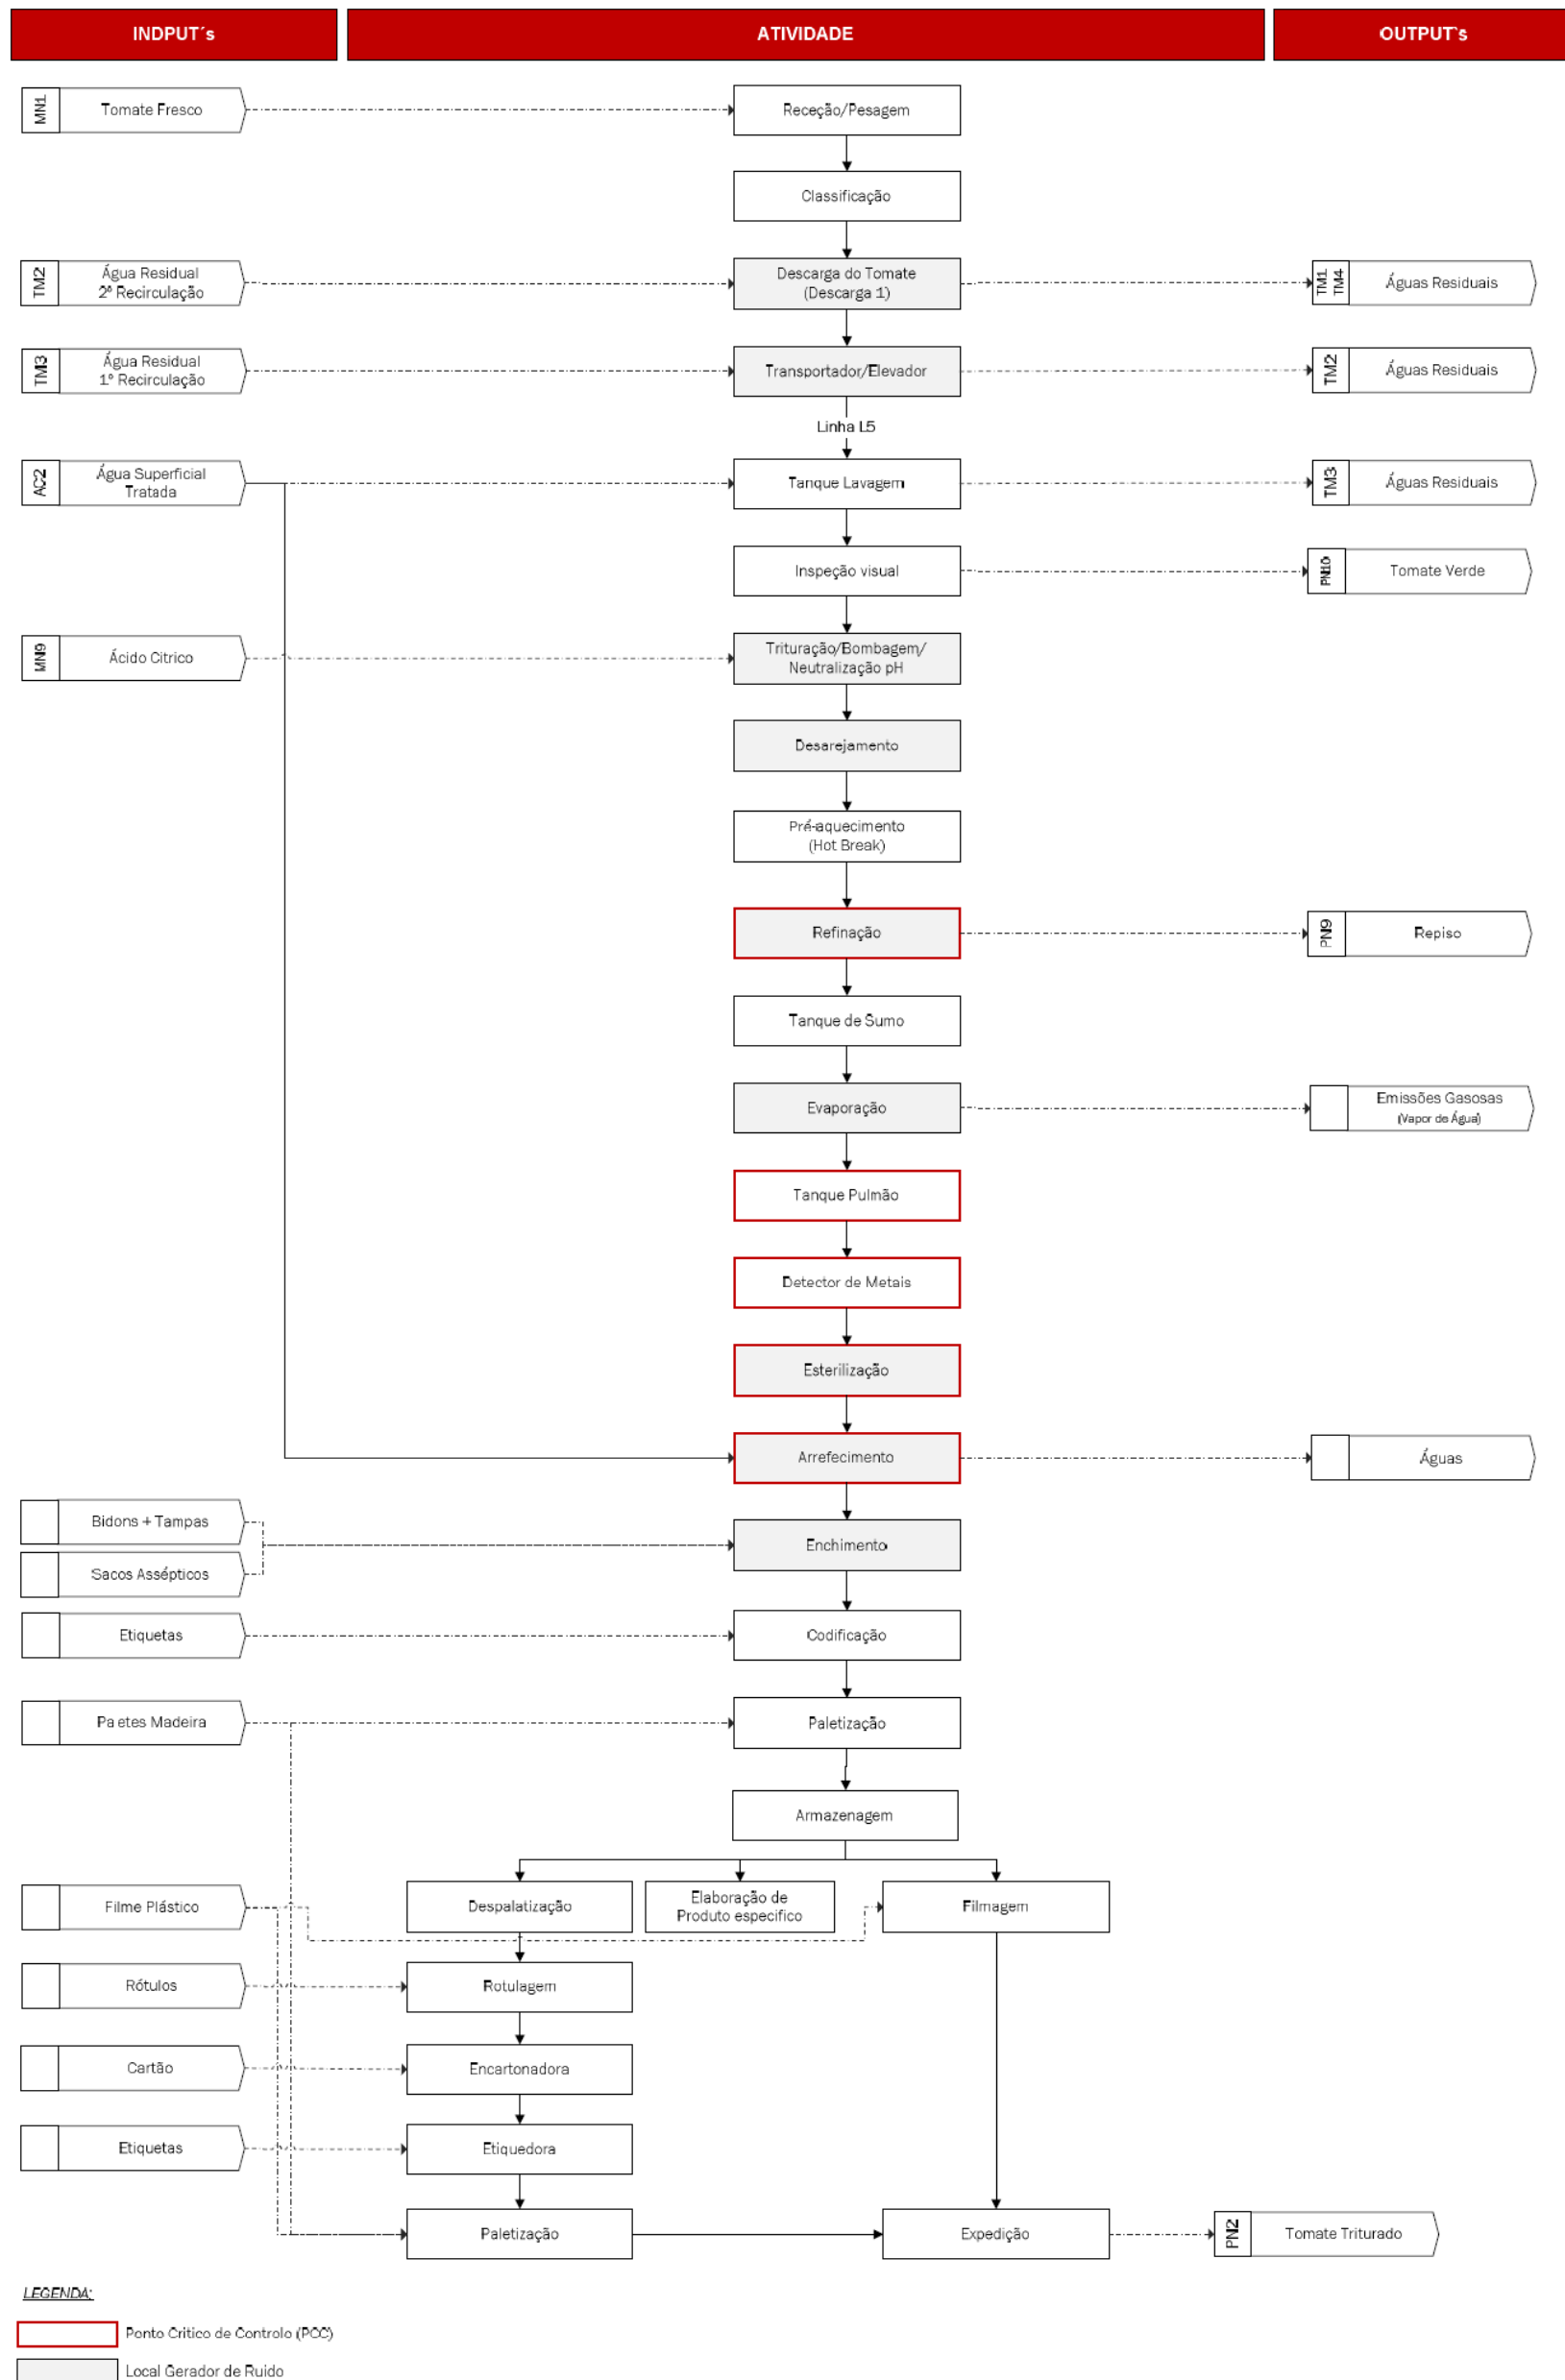 INDPUT´s
ATIVIDADE
OUTPUT`s
MN1
Tomate Fresco
Receção/Pesagem
Classificação
TM2
Água Residual
2ª Recirculação
Descarga do Tomate
(Descarga 1)
TM1
TM4
Águas Residuais
TM3
Água Residual
1ª Recirculação
Transportador/Elevador
TM2
Águas Residuais
Linha L5
AC2
Água Superficial
Tratada
Tanque Lavagem
TM3
Águas Residuais
Inspeção visual
PN10
Tomate Verde
MN9
Ácido Citrico
Trituração/Bombagem/
Neutralização pH
Desarejamento
Pré-aquecimento
(Hot Break)
Refinação
PN9
Repiso
Tanque de Sumo
Evaporação
Emissões Gasosas
(Vapor de Água)
Tanque Pulmão
Detector de Metais
Esterilização
Arrefecimento
Águas
Bidons + Tampas
Enchimento
Sacos Assépticos
Etiquetas
Codificação
Pa etes Madeira
Paletização
Armazenagem
Filme Plástico
Despalatização
Elaboração de
Produto especifico
Filmagem
Rótulos
Rotulagem
Cartão
Encartonadora
Etiquetas
Etiquedora
Paletização
Expedição
PN2
Tomate Triturado
LEGENDA:
Ponto Critico de Controlo (PCC)
Local Gerador de Ruido